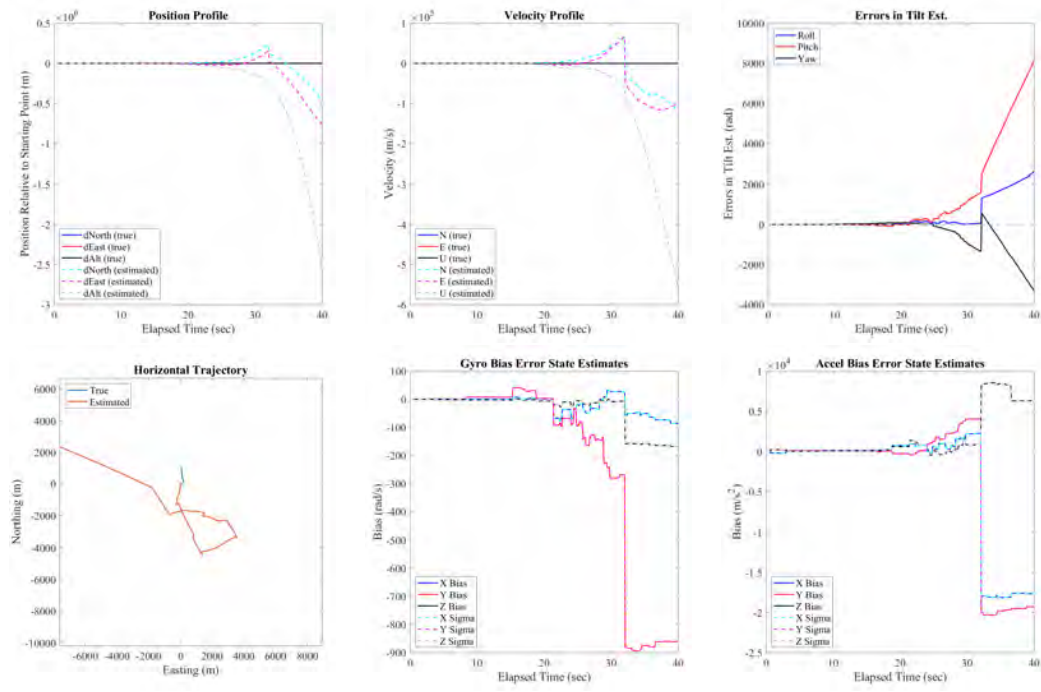 Position Profile
×10⁶
Position Relative to Starting Point (m)
1
0.5
0
-0.5
-1
-1.5
-2
-2.5
-3
dNorth (true)
dEast (true)
dAlt (true)
dNorth (estimated)
dEast (estimated)
dAlt (estimated)
0 10 20 30 40
Elapsed Time (sec)
Velocity Profile
Velocity (m/s)
1
0
-1
-2
-3
-4
-5
-6
N (true)
E (true)
U (true)
N (estimated)
E (estimated)
U (estimated)
0 10 20 30 40
Elapsed Time (sec)
Errors in Tilt Est.
Errors in Tilt Est. (rad)
10000
8000
6000
4000
2000
0
-2000
-4000
Roll
Pitch
Yaw
0 10 20 30 40
Elapsed Time (sec)
Horizontal Trajectory
Northing (m)
6000
4000
2000
0
-2000
-4000
-6000
-8000
-10000
True
Estimated
-6000 -4000 -2000 0 2000 4000 6000 8000
Easting (m)
Gyro Bias Error State Estimates
Bias (rad/s)
100
0
-100
-200
-300
-400
-500
-600
-700
-800
-900
X Bias
Y Bias
Z Bias
X Sigma
Y Sigma
Z Sigma
0 10 20 30 40
Elapsed Time (sec)
Accel Bias Error State Estimates
×10⁴
Bias (m/s²)
1
0.5
0
-0.5
-1
-1.5
-2
-2.5
X Bias
Y Bias
Z Bias
X Sigma
Y Sigma
Z Sigma
0 10 20 30 40
Elapsed Time (sec)